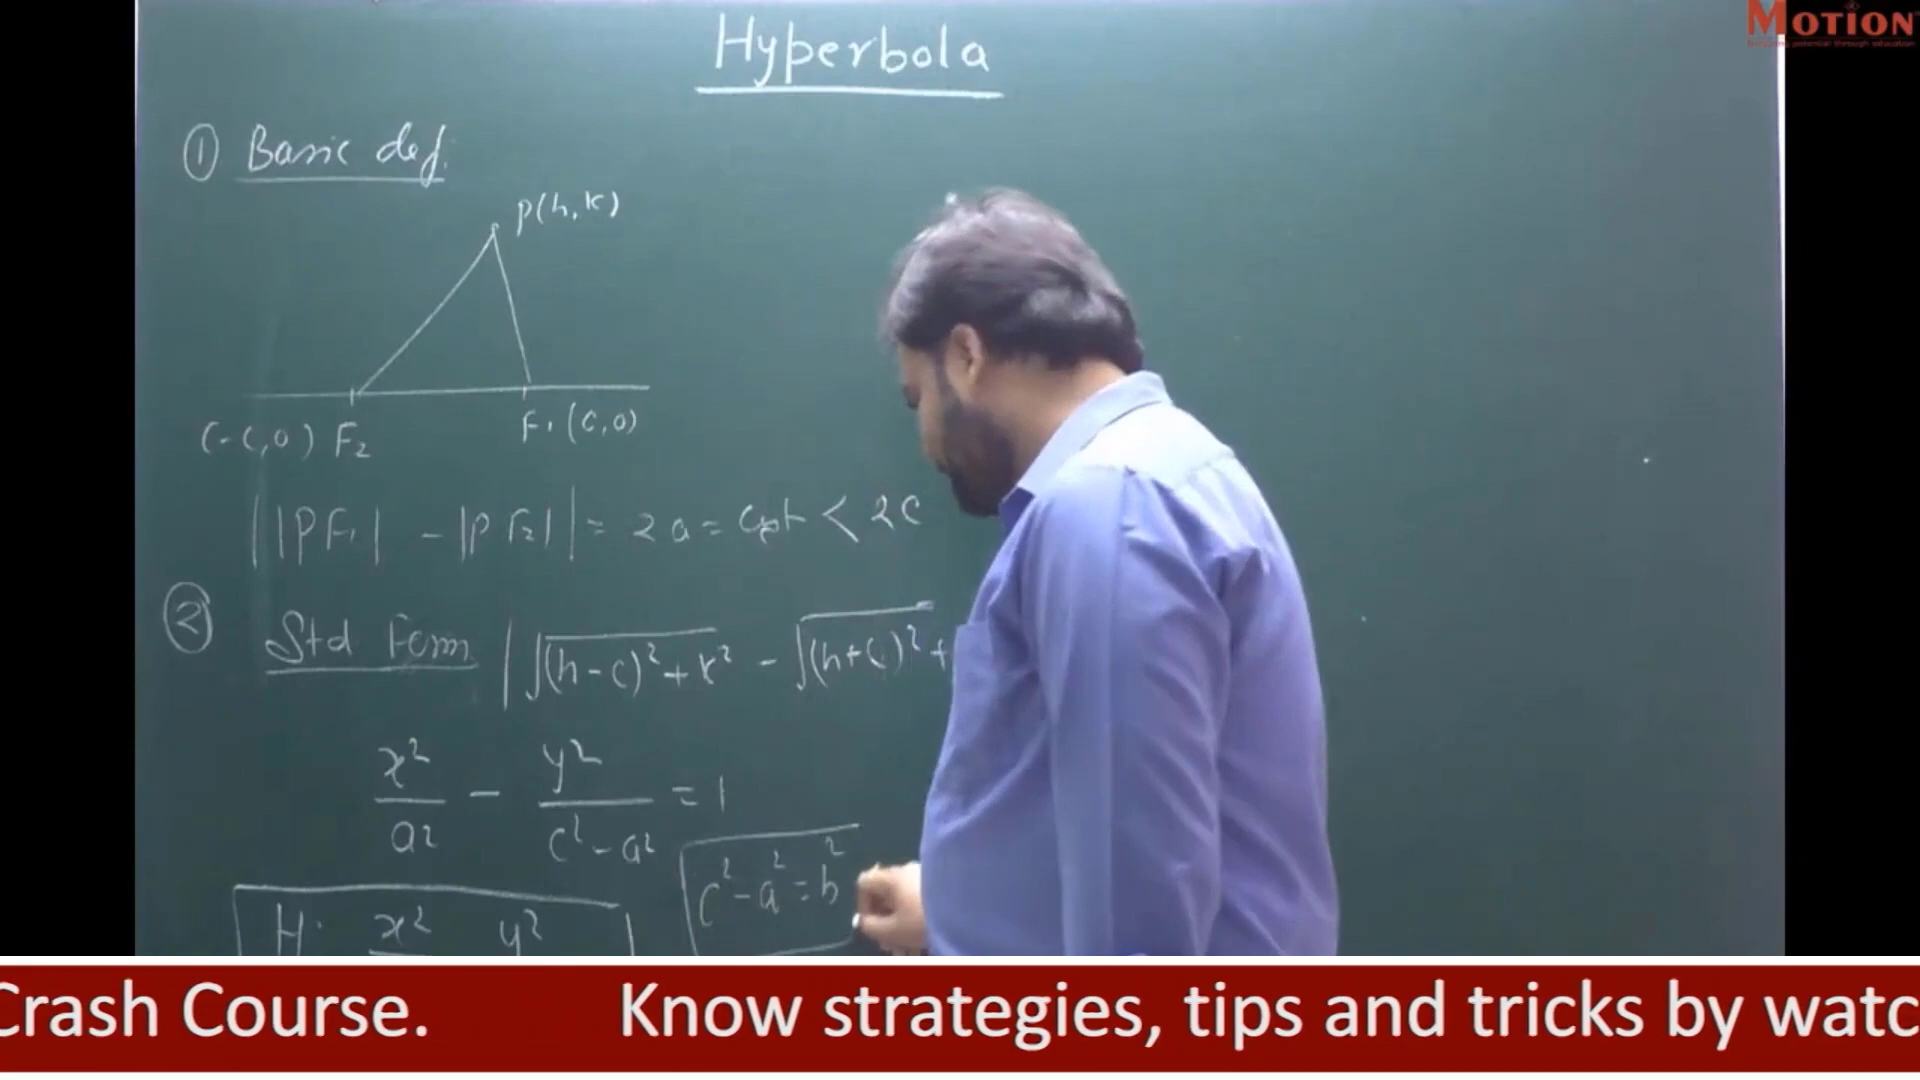 MOTION
Hyperbola
① Basic def.
P(h,k)
(-c,0) F₂
F₁ (c,0)
||PF₁| - |PF₂|| = 2a = cst < 2c
② Std Form |√(h-c)²+k² - √(h+c)²+
x²/a² - y²/c²-a² = 1
c²-a²=b²
H: x² y²
Crash Course. Know strategies, tips and tricks by watc